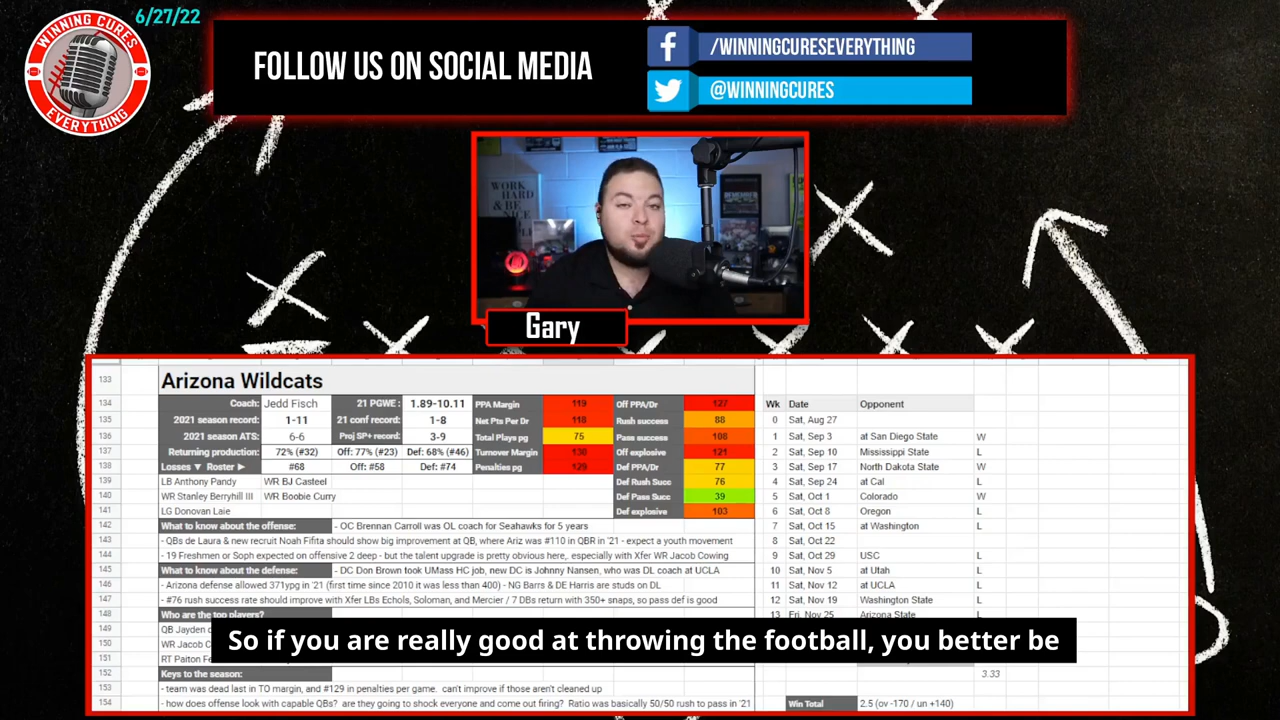 6/27/22
WINNING CURES
EVERYTHING
FOLLOW US ON SOCIAL MEDIA
/WINNINGCURESEVERYTHING
@WINNINGCURES
WORK
HARD
& BE
NICE
Gary
133 Arizona Wildcats
134 Coach: Jedd Fisch 21 PGWE: 1.89-10.11 PPA Margin 119 Off PPA/Dr 127 Wk Date Opponent
135 2021 season record: 1-11 21 conf record: 1-8 Net Pts Per Dr 118 Rush success 88 0 Sat, Aug 27
136 2021 season ATS: 6-6 Proj SP+ record: 3-9 Total Plays pg 75 Pass success 108 1 Sat, Sep 3 at San Diego State W
137 Returning production: 72% (#32) Off: 77% (#23) Def: 68% (#46) Turnover Margin 130 Off explosive 121 2 Sat, Sep 10 Mississippi State L
138 Losses ▼ Roster ► #68 Off: #58 Def: #74 Penalties pg 129 Def PPA/Dr 77 3 Sat, Sep 17 North Dakota State W
139 LB Anthony Pandy WR BJ Casteel Def Rush Succ 76 4 Sat, Sep 24 at Cal L
140 WR Stanley Berryhill III WR Boobie Curry Def Pass Succ 39 5 Sat, Oct 1 Colorado W
141 LG Donovan Laie Def explosive 103 6 Sat, Oct 8 Oregon L
142 What to know about the offense: - OC Brennan Carroll was OL coach for Seahawks for 5 years 7 Sat, Oct 15 at Washington L
143 - QBs de Laura & new recruit Noah Fifita should show big improvement at QB, where Ariz was #110 in QBR in '21 - expect a youth movement 8 Sat, Oct 22
144 - 19 Freshmen or Soph expected on offensive 2 deep - but the talent upgrade is pretty obvious here,. especially with Xfer WR Jacob Cowing 9 Sat, Oct 29 USC L
145 What to know about the defense: - DC Don Brown took UMass HC job, new DC is Johnny Nansen, who was DL coach at UCLA 10 Sat, Nov 5 at Utah L
146 - Arizona defense allowed 371ypg in '21 (first time since 2010 it was less than 400) - NG Barrs & DE Harris are studs on DL 11 Sat, Nov 12 at UCLA L
147 - #76 rush success rate should improve with Xfer LBs Echols, Soloman, and Mercier / 7 DBs return with 350+ snaps, so pass def is good 12 Sat, Nov 19 Washington State L
148 Who are the top players? 13 Fri, Nov 25 Arizona State L
149 QB Jayden d
So if you are really good at throwing the football, you better be
150 WR Jacob C
151 RT Paiton Fe
152 Keys to the season: 3.33
153 - team was dead last in TO margin, and #129 in penalties per game. can't improve if those aren't cleaned up
154 - how does offense look with capable QBs? are they going to shock everyone and come out firing? Ratio was basically 50/50 rush to pass in '21 Win Total 2.5 (ov -170 / un +140)